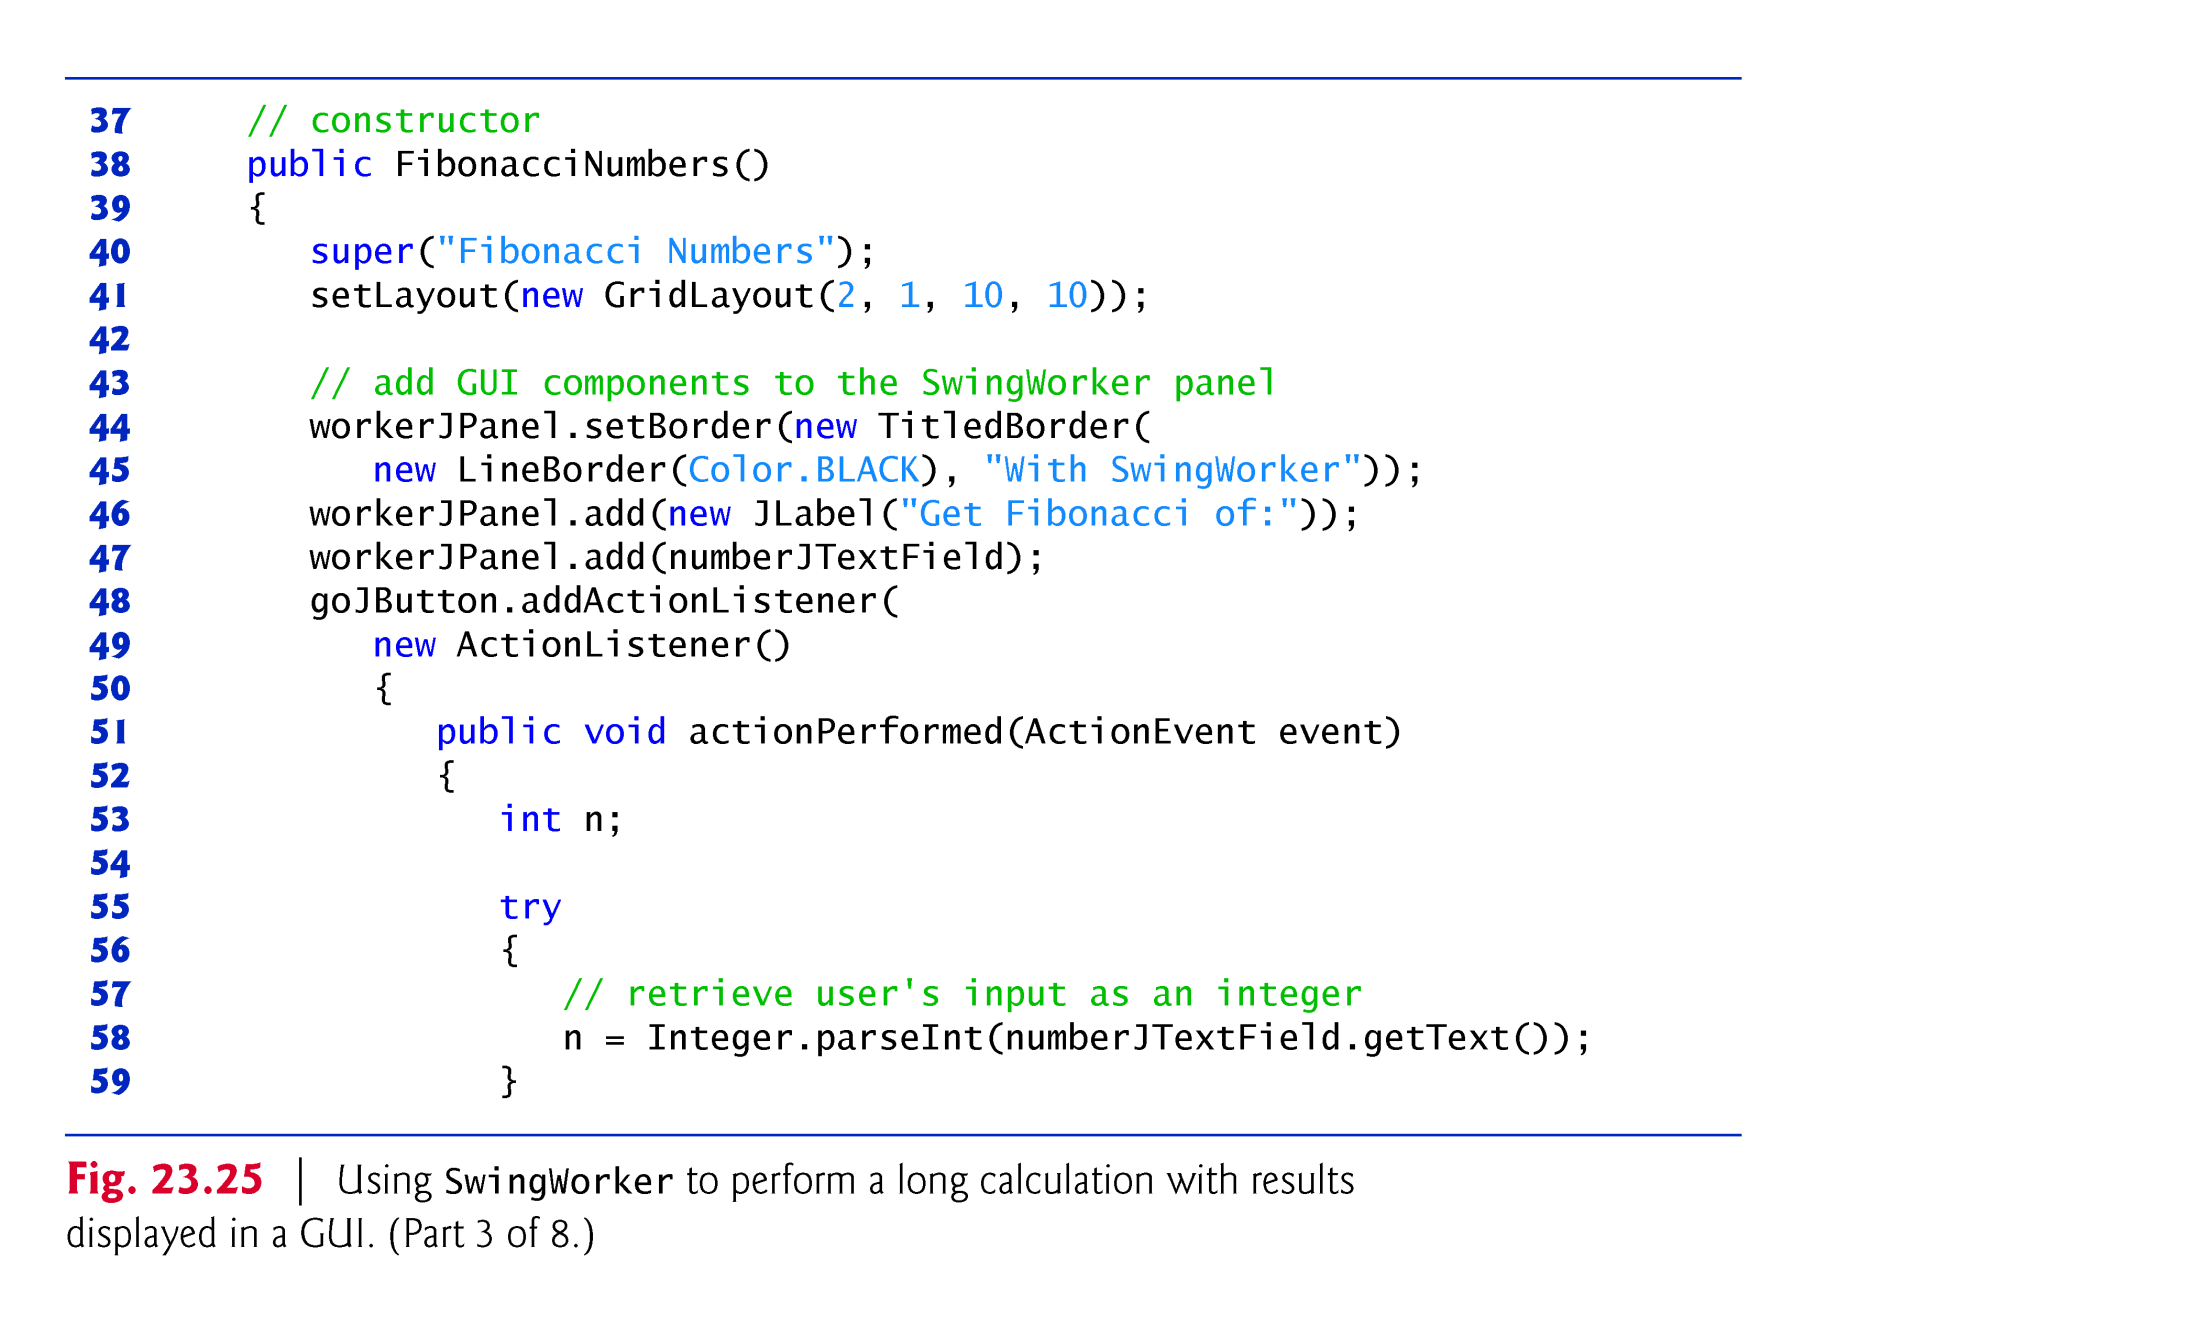 37 // constructor
38 public FibonacciNumbers()
39 {
40 super("Fibonacci Numbers");
41 setLayout(new GridLayout(2, 1, 10, 10));
42
43 // add GUI components to the SwingWorker panel
44 workerJPanel.setBorder(new TitledBorder(
45 new LineBorder(Color.BLACK), "With SwingWorker"));
46 workerJPanel.add(new JLabel("Get Fibonacci of:"));
47 workerJPanel.add(numberJTextField);
48 goJButton.addActionListener(
49 new ActionListener()
50 {
51 public void actionPerformed(ActionEvent event)
52 {
53 int n;
54
55 try
56 {
57 // retrieve user's input as an integer
58 n = Integer.parseInt(numberJTextField.getText());
59 }
Fig. 23.25 | Using SwingWorker to perform a long calculation with results
displayed in a GUI. (Part 3 of 8.)